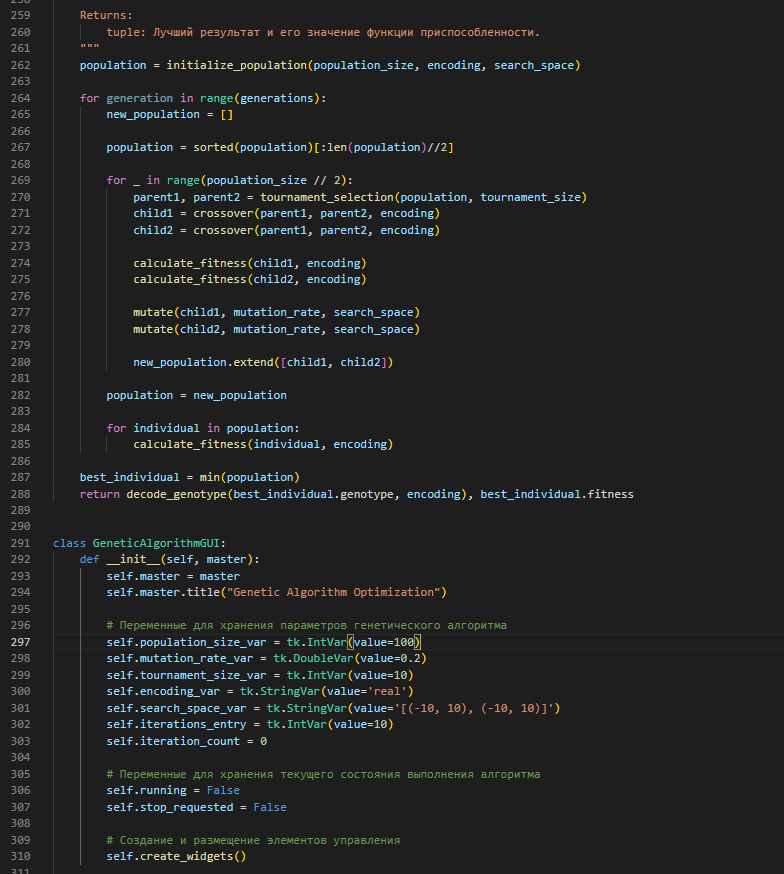 259 Returns:
260 tuple: Лучший результат и его значение функции приспособленности.
261 """
262 population = initialize_population(population_size, encoding, search_space)
263
264 for generation in range(generations):
265 new_population = []
266
267 population = sorted(population)[:len(population)//2]
268
269 for _ in range(population_size // 2):
270 parent1, parent2 = tournament_selection(population, tournament_size)
271 child1 = crossover(parent1, parent2, encoding)
272 child2 = crossover(parent1, parent2, encoding)
273
274 calculate_fitness(child1, encoding)
275 calculate_fitness(child2, encoding)
276
277 mutate(child1, mutation_rate, search_space)
278 mutate(child2, mutation_rate, search_space)
279
280 new_population.extend([child1, child2])
281
282 population = new_population
283
284 for individual in population:
285 calculate_fitness(individual, encoding)
286
287 best_individual = min(population)
288 return decode_genotype(best_individual.genotype, encoding), best_individual.fitness
289
290
291 class GeneticAlgorithmGUI:
292 def __init__(self, master):
293 self.master = master
294 self.master.title("Genetic Algorithm Optimization")
295
296 # Переменные для хранения параметров генетического алгоритма
297 self.population_size_var = tk.IntVar(value=100)
298 self.mutation_rate_var = tk.DoubleVar(value=0.2)
299 self.tournament_size_var = tk.IntVar(value=10)
300 self.encoding_var = tk.StringVar(value='real')
301 self.search_space_var = tk.StringVar(value='[(-10, 10), (-10, 10)]')
302 self.iterations_entry = tk.IntVar(value=10)
303 self.iteration_count = 0
304
305 # Переменные для хранения текущего состояния выполнения алгоритма
306 self.running = False
307 self.stop_requested = False
308
309 # Создание и размещение элементов управления
310 self.create_widgets()